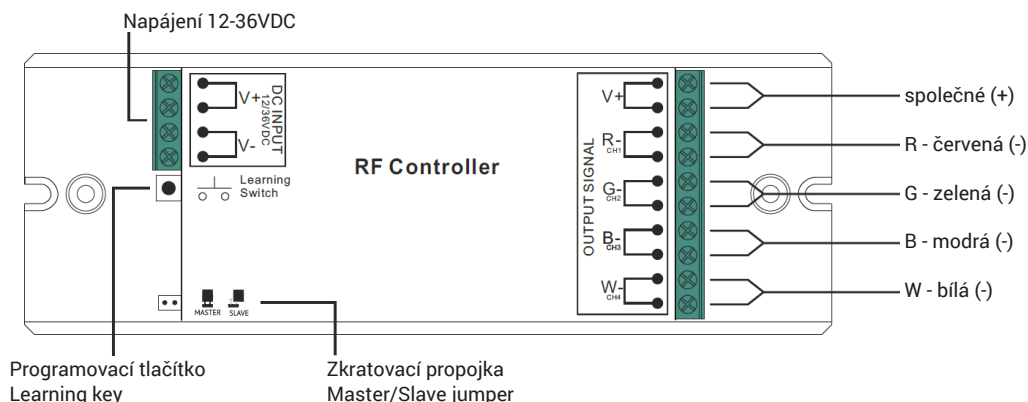 Napájení 12-36VDC
V+
V-
DC INPUT
12/36VDC
Learning
Switch
RF Controller
MASTER SLAVE
OUTPUT SIGNAL
V+
R-
CH1
G-
CH2
B-
CH3
W-
CH4
společné (+)
R - červená (-)
G - zelená (-)
B - modrá (-)
W - bílá (-)
Programovací tlačítko
Learning key
Zkratovací propojka
Master/Slave jumper